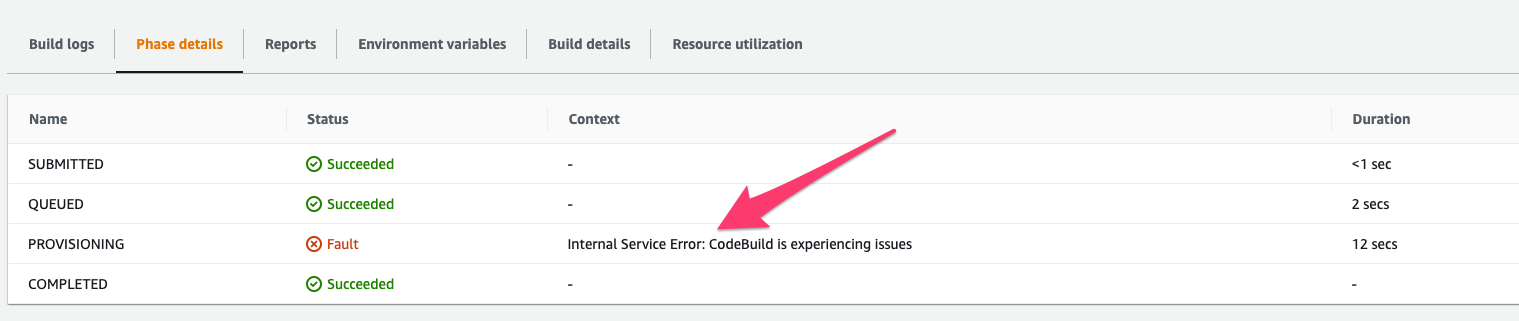 Build logs Phase details Reports Environment variables Build details Resource utilization
Name Status Context Duration
SUBMITTED Succeeded - <1 sec
QUEUED Succeeded - 2 secs
PROVISIONING Fault Internal Service Error: CodeBuild is experiencing issues 12 secs
COMPLETED Succeeded - -